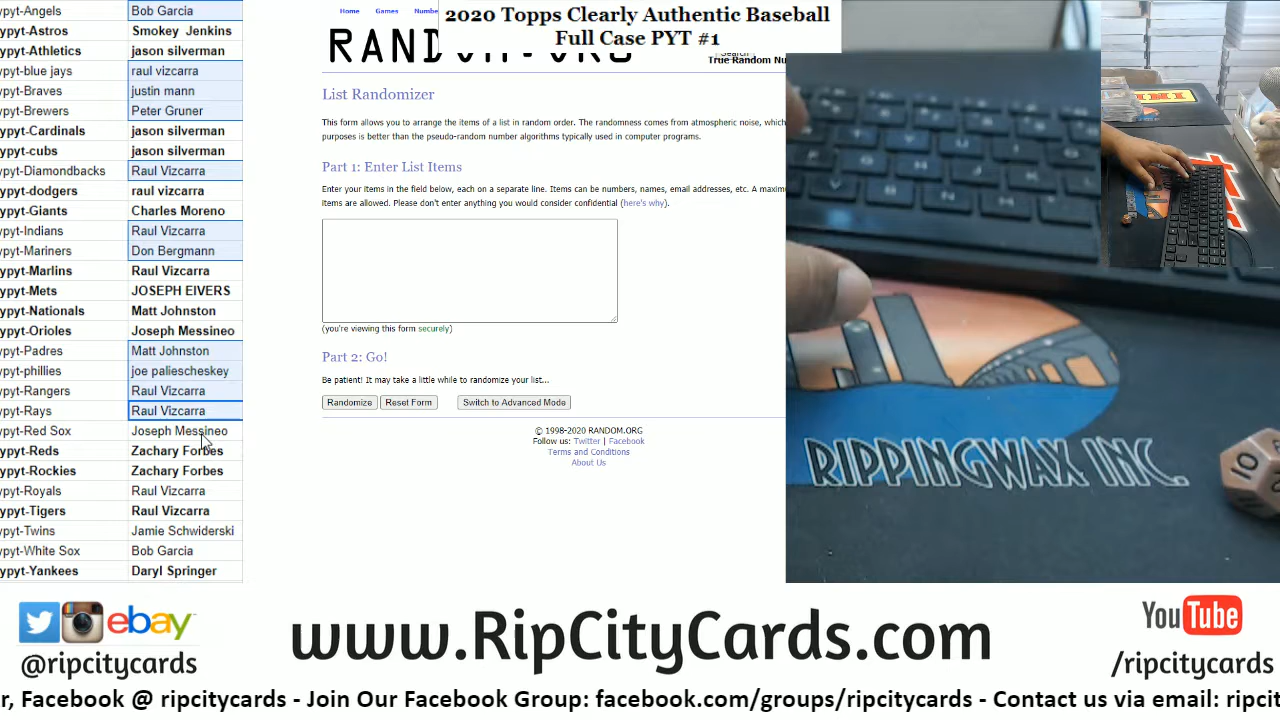 ypyt-Angels Bob Garcia
ypyt-Astros Smokey Jenkins
ypyt-Athletics jason silverman
ypyt-blue jays raul vizcarra
ypyt-Braves justin mann
ypyt-Brewers Peter Gruner
ypyt-Cardinals jason silverman
ypyt-cubs jason silverman
ypyt-Diamondbacks Raul Vizcarra
ypyt-dodgers raul vizcarra
ypyt-Giants Charles Moreno
ypyt-Indians Raul Vizcarra
ypyt-Mariners Don Bergmann
ypyt-Marlins Raul Vizcarra
ypyt-Mets JOSEPH EIVERS
ypyt-Nationals Matt Johnston
ypyt-Orioles Joseph Messineo
ypyt-Padres Matt Johnston
ypyt-phillies joe paliescheskey
ypyt-Rangers Raul Vizcarra
ypyt-Rays Raul Vizcarra
ypyt-Red Sox Joseph Messineo
ypyt-Reds Zachary Forbes
ypyt-Rockies Zachary Forbes
ypyt-Royals Raul Vizcarra
ypyt-Tigers Raul Vizcarra
ypyt-Twins Jamie Schwiderski
ypyt-White Sox Bob Garcia
ypyt-Yankees Daryl Springer
Home Games Numbe
2020 Topps Clearly Authentic Baseball
Full Case PYT #1
RANDOM.ORG
Search
True Random Nu
List Randomizer
This form allows you to arrange the items of a list in random order. The randomness comes from atmospheric noise, which
purposes is better than the pseudo-random number algorithms typically used in computer programs.
Part 1: Enter List Items
Enter your items in the field below, each on a separate line. Items can be numbers, names, email addresses, etc. A maximu
items are allowed. Please don't enter anything you would consider confidential (here's why).
(you're viewing this form securely)
Part 2: Go!
Be patient! It may take a little while to randomize your list...
Randomize Reset Form Switch to Advanced Mode
© 1998-2020 RANDOM.ORG
Follow us: Twitter | Facebook
Terms and Conditions
About Us
RIPPINGWAX INC.
10
ebay
@ripcitycards
www.RipCityCards.com
YouTube
/ripcitycards
r, Facebook @ ripcitycards - Join Our Facebook Group: facebook.com/groups/ripcitycards - Contact us via email: ripcit